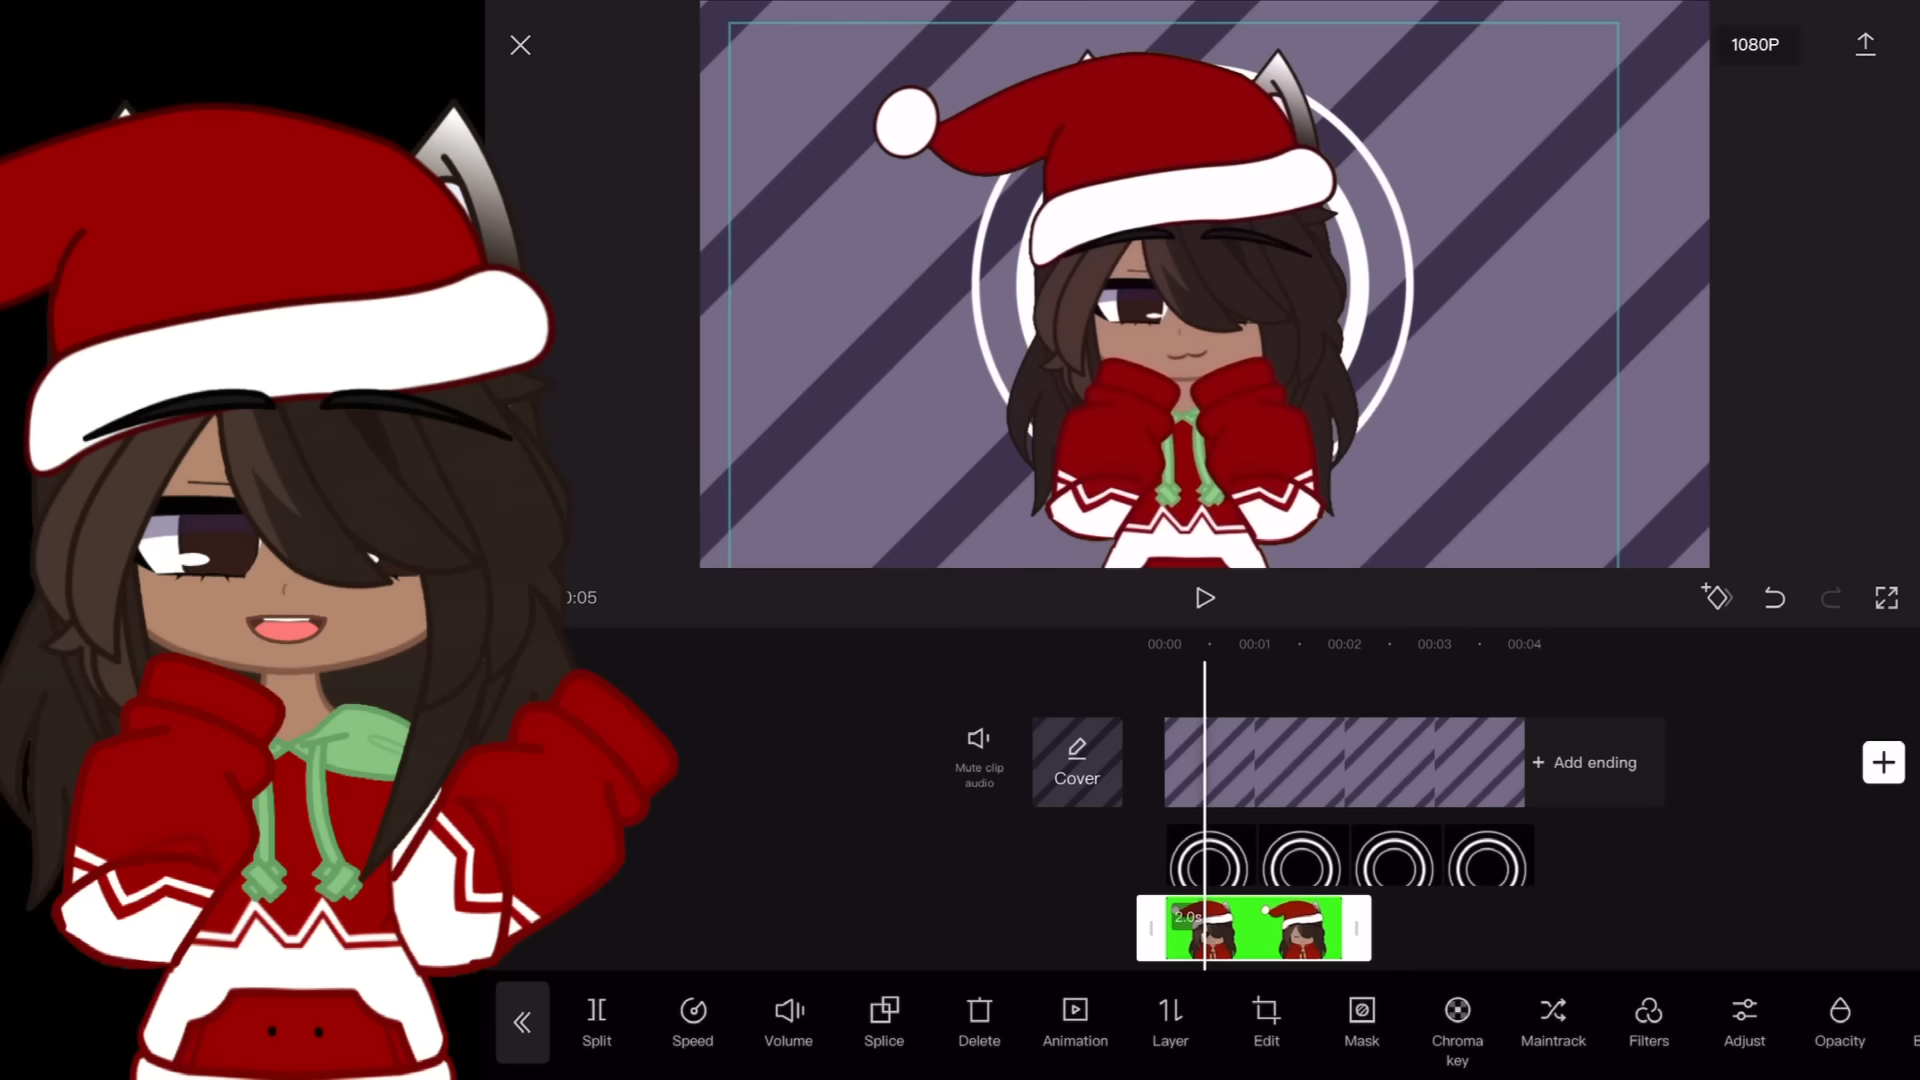 1080P
0:05
00:00 00:01 00:02 00:03 00:04
Mute clip
audio
Cover
+ Add ending
2.0s
Split
Speed
Volume
Splice
Delete
Animation
Layer
Edit
Mask
Chroma
key
Maintrack
Filters
Adjust
Opacity